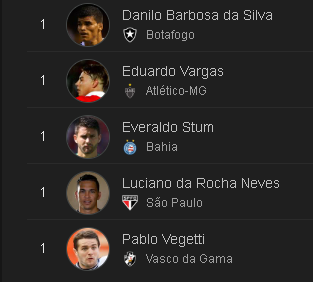 1
Danilo Barbosa da Silva
Botafogo
1
Eduardo Vargas
Atlético-MG
1
Everaldo Stum
Bahia
1
Luciano da Rocha Neves
São Paulo
1
Pablo Vegetti
Vasco da Gama